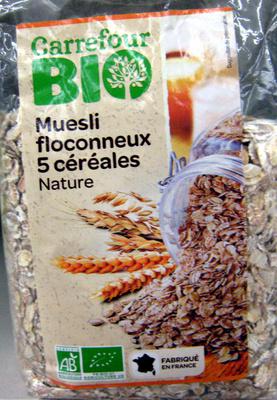 Carrefour
BIO
Muesli
floconneux
5 céréales
Nature
AB
FABRIQUÉ
EN FRANCE